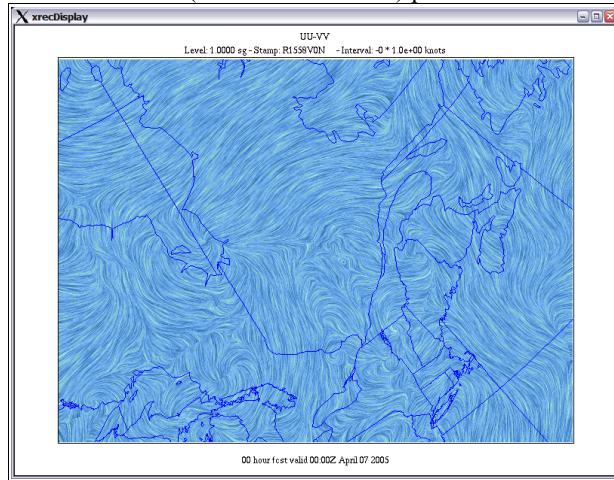 xrecDisplay
UU-VV
Level: 1.0000 sg - Stamp: R1558V0N - Interval: -0 * 1.0e+00 knots
00 hour fcst valid 00:00Z April 07 2005